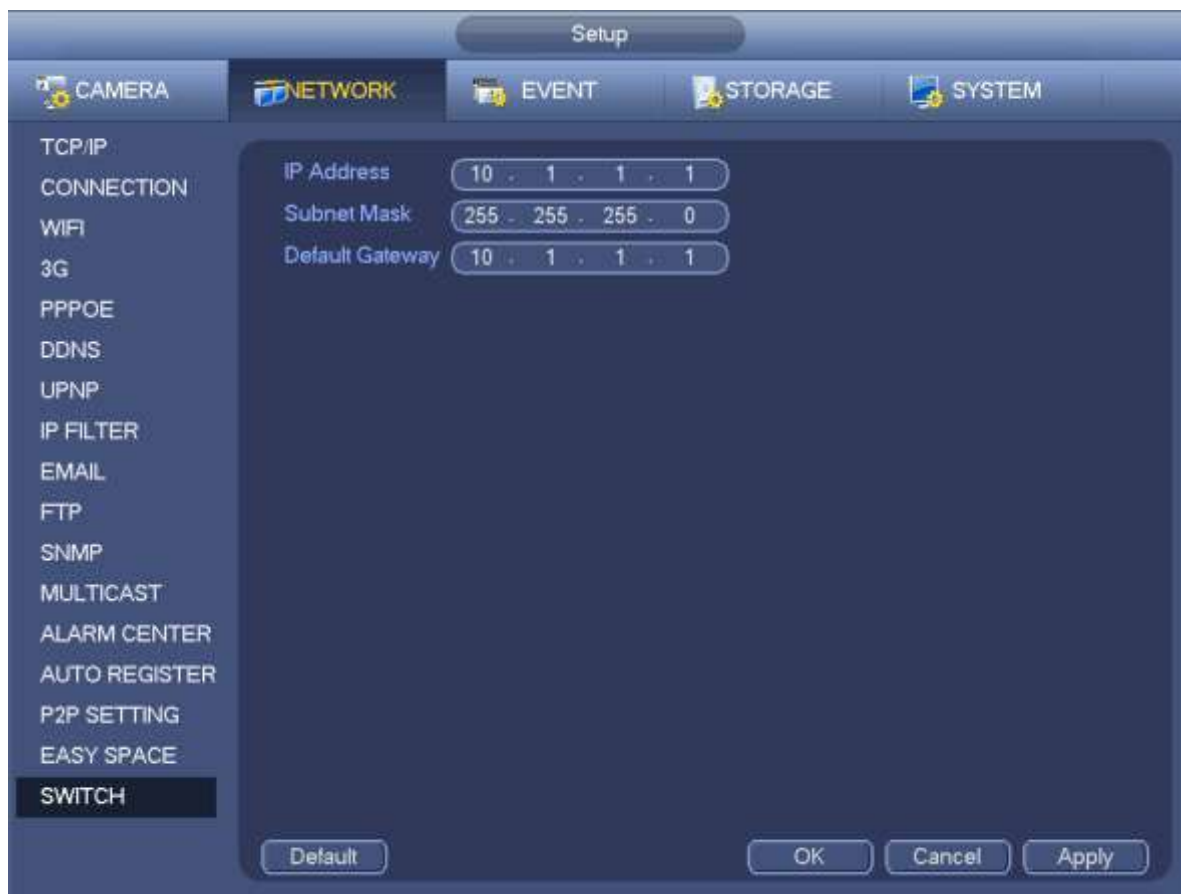 Setup
CAMERA NETWORK EVENT STORAGE SYSTEM
TCP/IP
CONNECTION
WIFI
3G
PPPOE
DDNS
UPNP
IP FILTER
EMAIL
FTP
SNMP
MULTICAST
ALARM CENTER
AUTO REGISTER
P2P SETTING
EASY SPACE
SWITCH
IP Address 10 . 1 . 1 . 1
Subnet Mask 255 . 255 . 255 . 0
Default Gateway 10 . 1 . 1 . 1
Default OK Cancel Apply